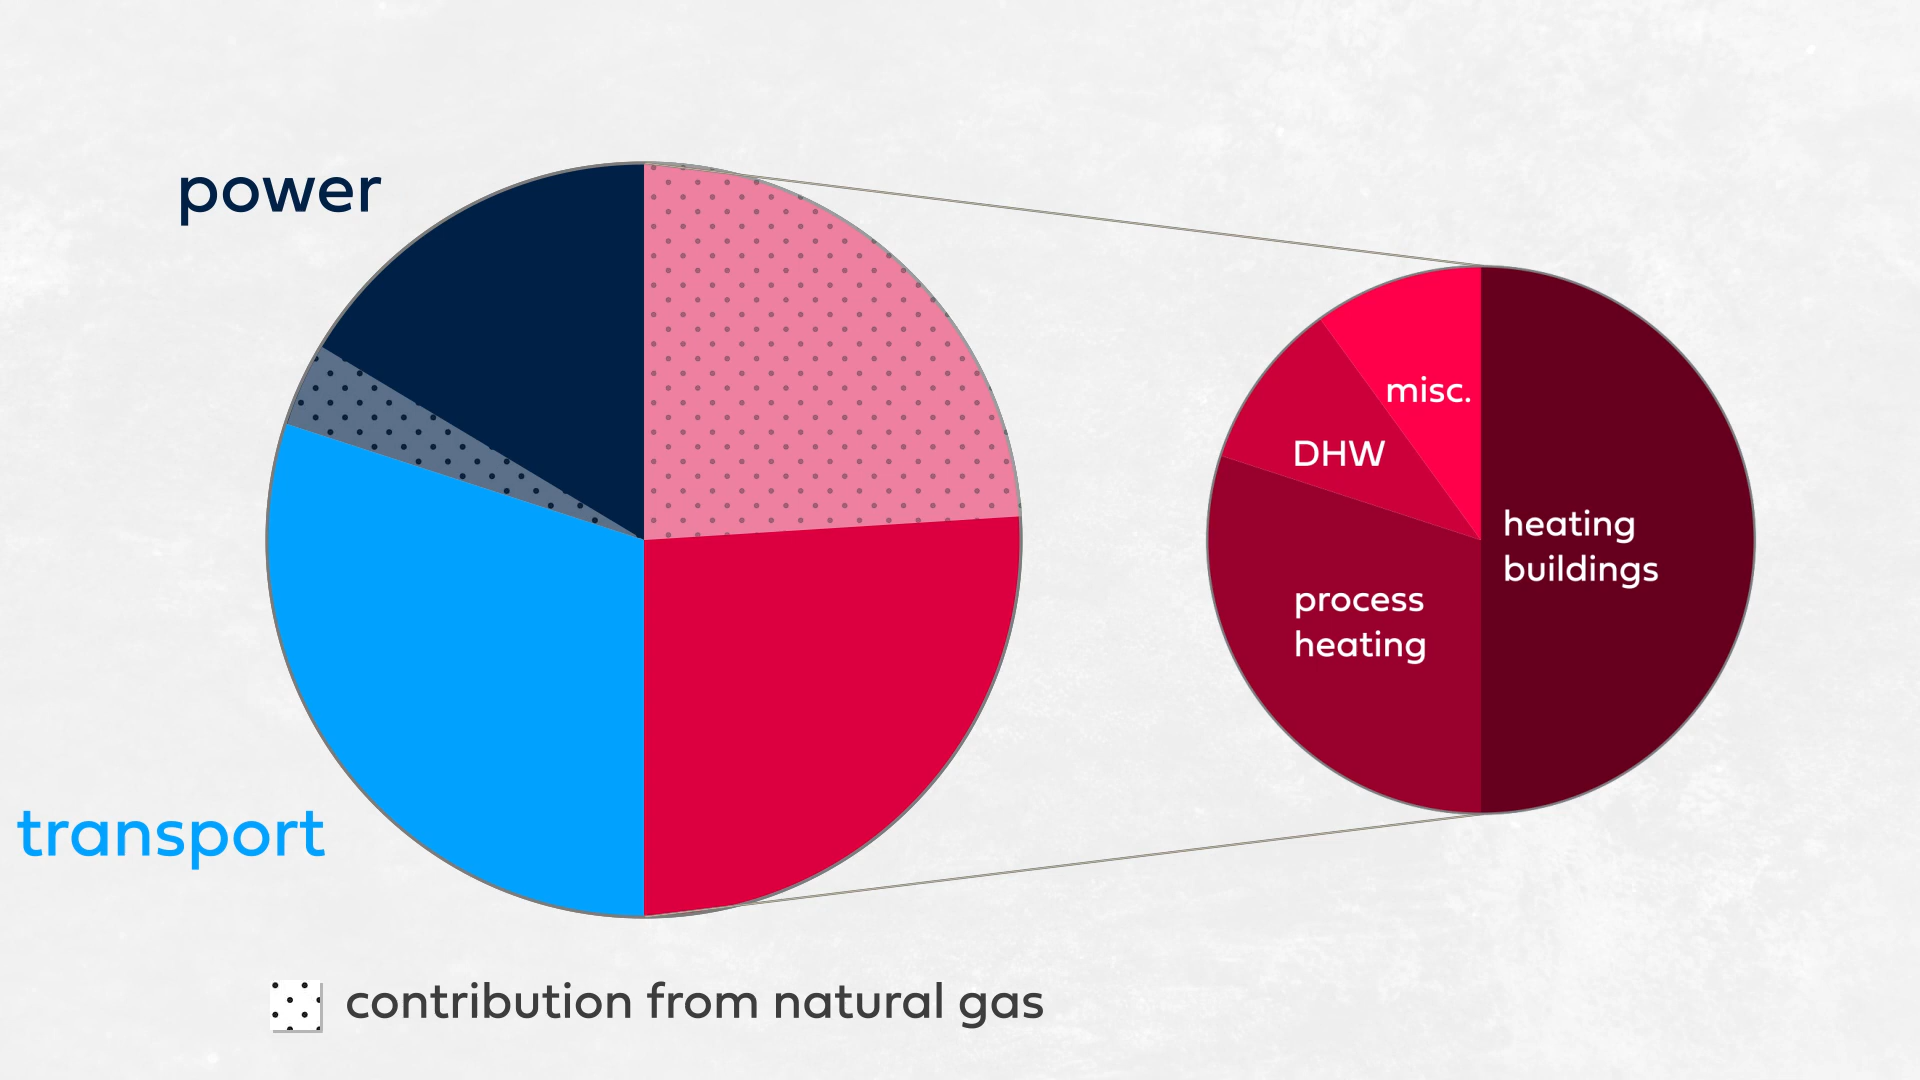 power
misc.
DHW
heating
buildings
process
heating
transport
contribution from natural gas